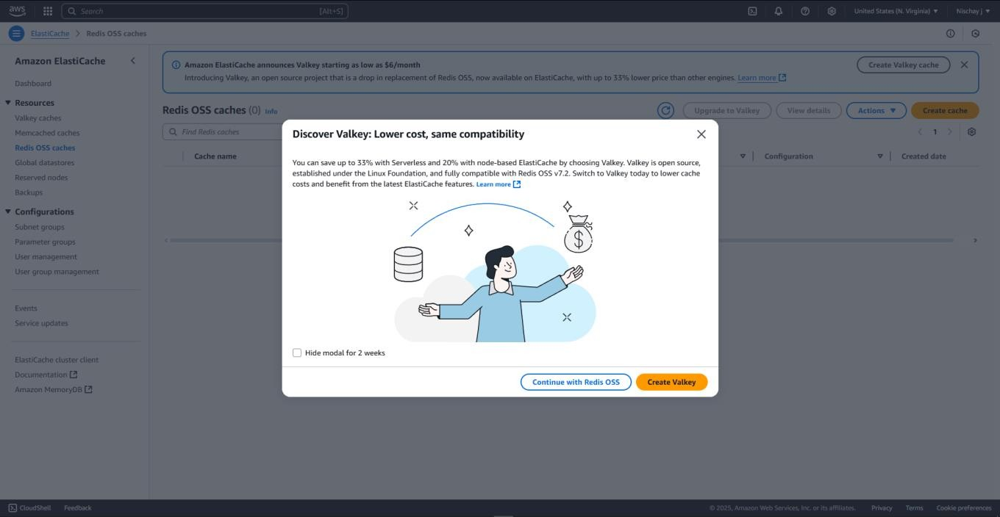 aws
Search [Alt+S]
United States (N. Virginia)
Nischay j
ElastiCache
Redis OSS caches
Amazon ElastiCache
Dashboard
Resources
Valkey caches
Memcached caches
Redis OSS caches
Global datastores
Reserved nodes
Backups
Configurations
Subnet groups
Parameter groups
User management
User group management
Events
Service updates
ElastiCache cluster client
Documentation
Amazon MemoryDB
Amazon ElastiCache announces Valkey starting as low as $6/month
Introducing Valkey, an open source project that is a drop in replacement of Redis OSS, now available on ElastiCache, with up to 33% lower price than other engines. Learn more
Create Valkey cache
Redis OSS caches (0) Info
Upgrade to Valkey
View details
Actions
Create cache
Find Redis caches
1
Cache name
Configuration
Created date
Discover Valkey: Lower cost, same compatibility
You can save up to 33% with Serverless and 20% with node-based ElastiCache by choosing Valkey. Valkey is open source,
established under the Linux Foundation, and fully compatible with Redis OSS v7.2. Switch to Valkey today to lower cache
costs and benefit from the latest ElastiCache features. Learn more
$
Hide modal for 2 weeks
Continue with Redis OSS
Create Valkey
CloudShell
Feedback
© 2025, Amazon Web Services, Inc. or its affiliates.
Privacy
Terms
Cookie preferences